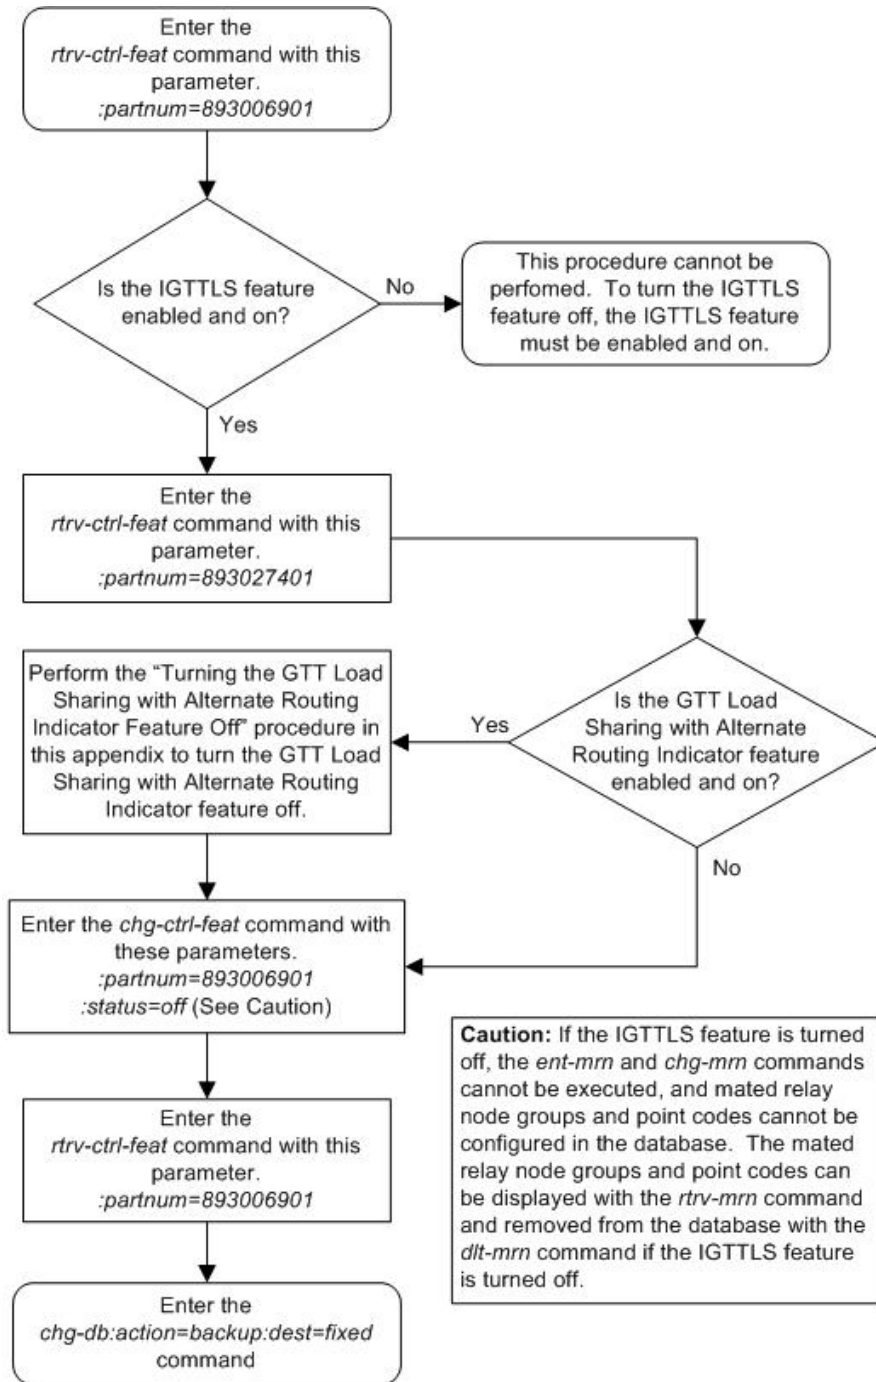 Enter the
rtrv-ctrl-feat command with this
parameter.
:partnum=893006901
Is the IGTTLS feature
enabled and on?
No
This procedure cannot be
perfomed. To turn the IGTTLS
feature off, the IGTTLS feature
must be enabled and on.
Yes
Enter the
rtrv-ctrl-feat command with this
parameter.
:partnum=893027401
Is the GTT Load
Sharing with Alternate
Routing Indicator feature
enabled and on?
Yes
Perform the “Turning the GTT Load
Sharing with Alternate Routing
Indicator Feature Off” procedure in
this appendix to turn the GTT Load
Sharing with Alternate Routing
Indicator feature off.
No
Enter the chg-ctrl-feat command with
these parameters.
:partnum=893006901
:status=off (See Caution)
Enter the
rtrv-ctrl-feat command with this
parameter.
:partnum=893006901
Enter the
chg-db:action=backup:dest=fixed
command
Caution: If the IGTTLS feature is turned
off, the ent-mrn and chg-mrn commands
cannot be executed, and mated relay
node groups and point codes cannot be
configured in the database. The mated
relay node groups and point codes can
be displayed with the rtrv-mrn command
and removed from the database with the
dlt-mrn command if the IGTTLS feature
is turned off.